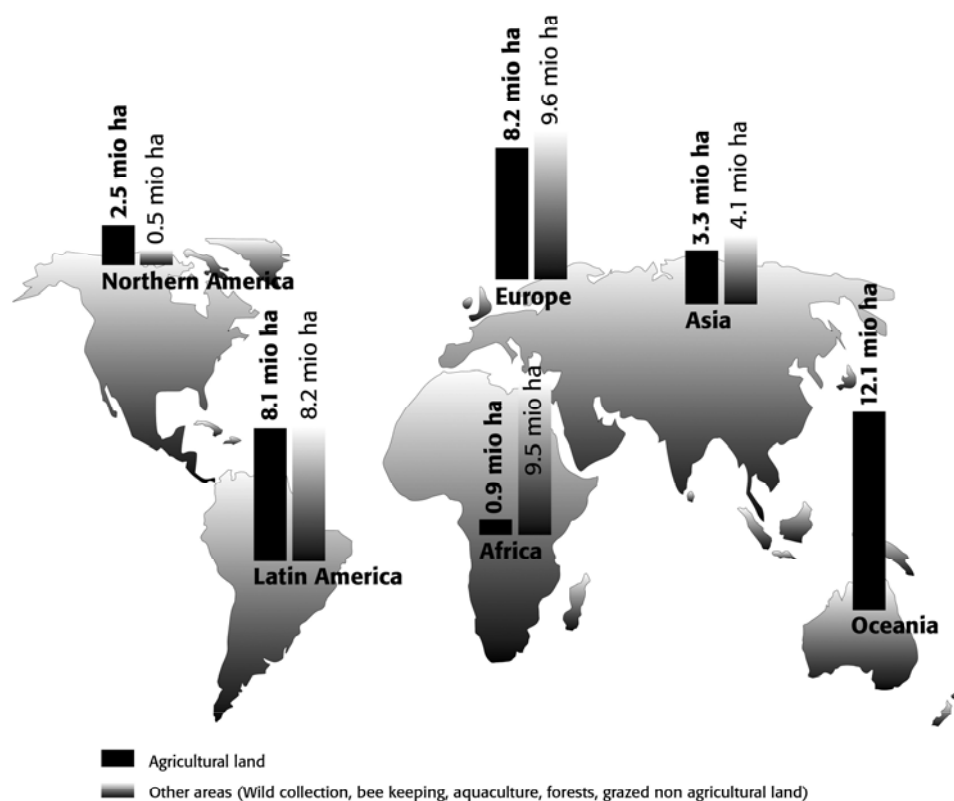 2.5 mio ha
0.5 mio ha
Northern America
8.2 mio ha
9.6 mio ha
Europe
3.3 mio ha
4.1 mio ha
Asia
8.1 mio ha
8.2 mio ha
Latin America
0.9 mio ha
9.5 mio ha
Africa
12.1 mio ha
Oceania
Agricultural land
Other areas (Wild collection, bee keeping, aquaculture, forests, grazed non agricultural land)